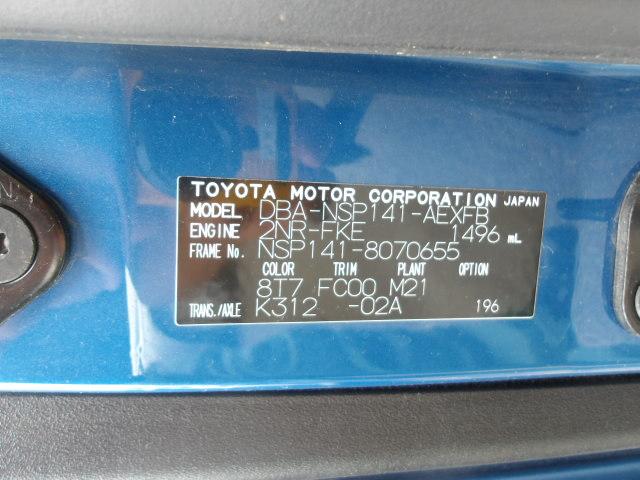 TOYOTA MOTOR CORPORATION JAPAN
MODEL DBA-NSP141-AEXFB
ENGINE 2NR-FKE 1496 mL
FRAME No. NSP141-8070655
COLOR TRIM PLANT OPTION
8T7 FC00 M21
TRANS./AXLE K312 -02A 196